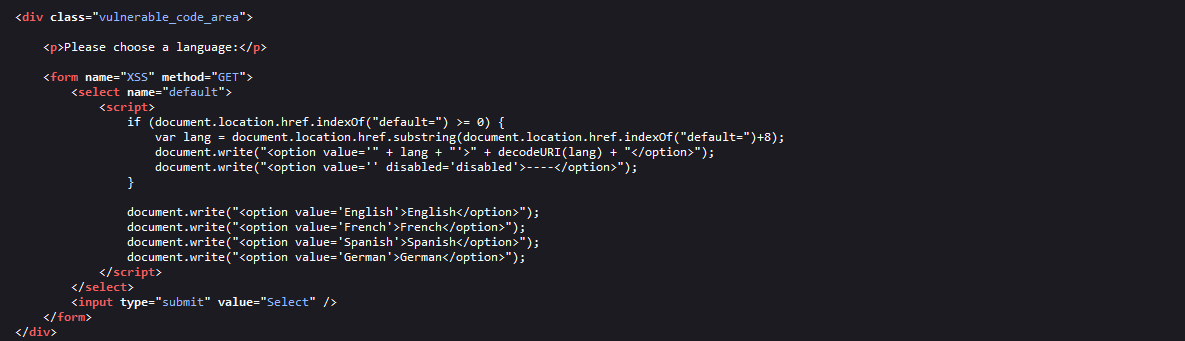 <div class="vulnerable_code_area">
<p>Please choose a language:</p>
<form name="XSS" method="GET">
<select name="default">
<script>
if (document.location.href.indexOf("default=") >= 0) {
var lang = document.location.href.substring(document.location.href.indexOf("default=")+8);
document.write("<option value='" + lang + "'>" + decodeURI(lang) + "</option>");
document.write("<option value='' disabled='disabled'>----</option>");
}
document.write("<option value='English'>English</option>");
document.write("<option value='French'>French</option>");
document.write("<option value='Spanish'>Spanish</option>");
document.write("<option value='German'>German</option>");
</script>
</select>
<input type="submit" value="Select" />
</form>
</div>